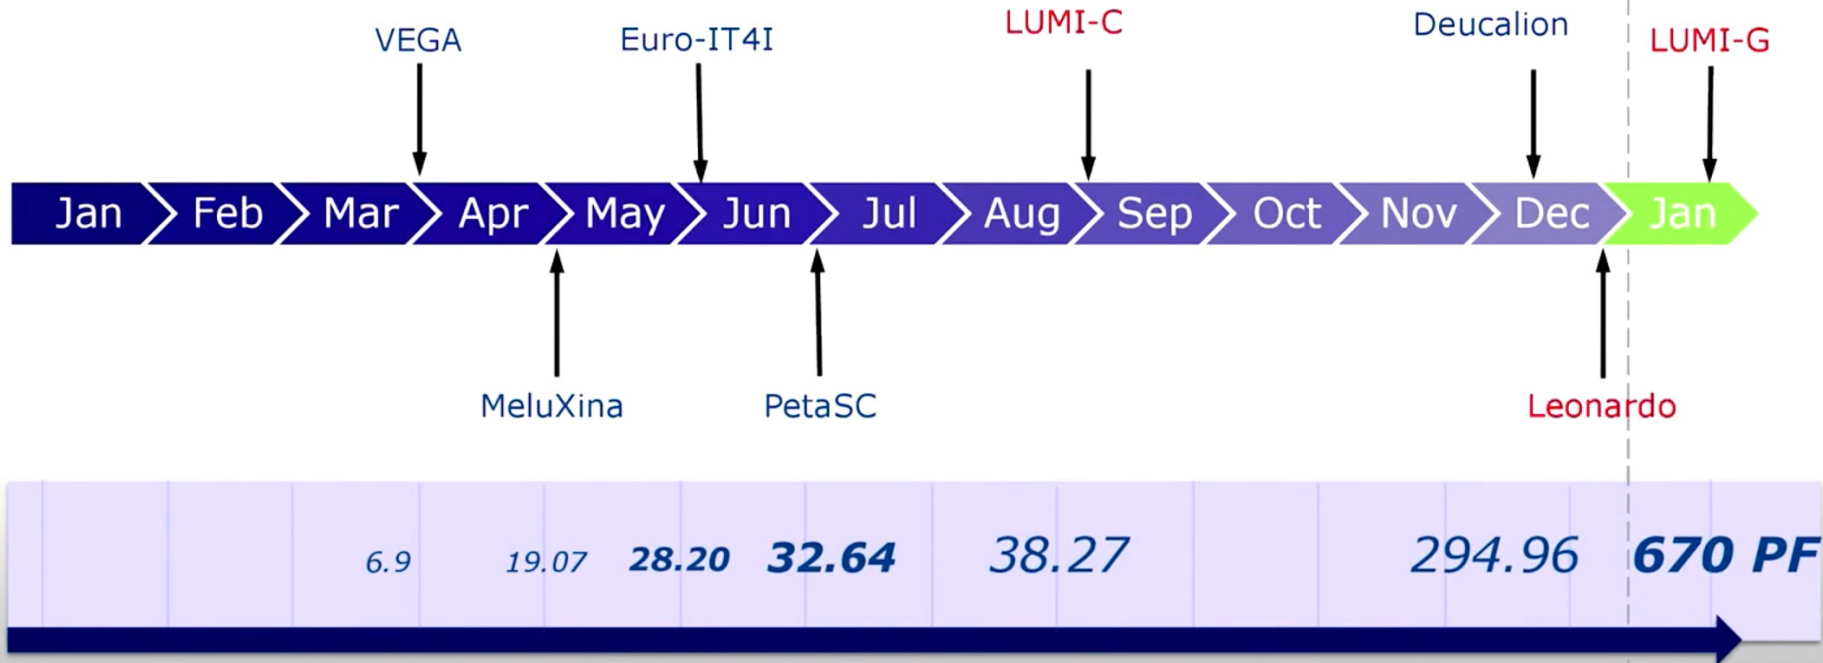 VEGA Euro-IT4I LUMI-C Deucalion LUMI-G
Jan Feb Mar Apr May Jun Jul Aug Sep Oct Nov Dec Jan
MeluXina PetaSC Leonardo
6.9 19.07 28.20 32.64 38.27 294.96 670 PF